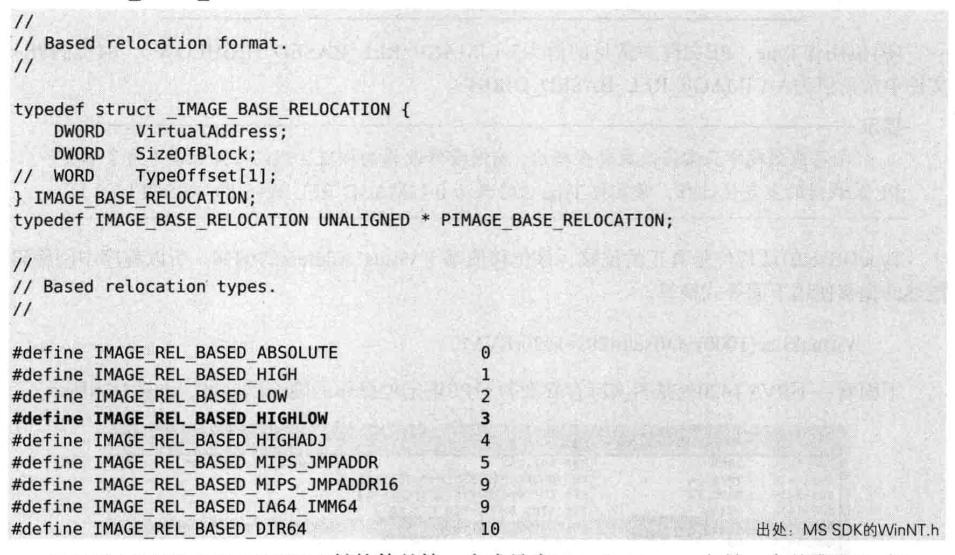 //
// Based relocation format.
//
typedef struct _IMAGE_BASE_RELOCATION {
    DWORD   VirtualAddress;
    DWORD   SizeOfBlock;
//  WORD    TypeOffset[1];
} IMAGE_BASE_RELOCATION;
typedef IMAGE_BASE_RELOCATION UNALIGNED * PIMAGE_BASE_RELOCATION;
//
// Based relocation types.
//
#define IMAGE_REL_BASED_ABSOLUTE 0
#define IMAGE_REL_BASED_HIGH 1
#define IMAGE_REL_BASED_LOW 2
#define IMAGE_REL_BASED_HIGHLOW 3
#define IMAGE_REL_BASED_HIGHADJ 4
#define IMAGE_REL_BASED_MIPS_JMPADDR 5
#define IMAGE_REL_BASED_MIPS_JMPADDR16 9
#define IMAGE_REL_BASED_IA64_IMM64 9
#define IMAGE_REL_BASED_DIR64 10
出处：MS SDK的WinNT.h